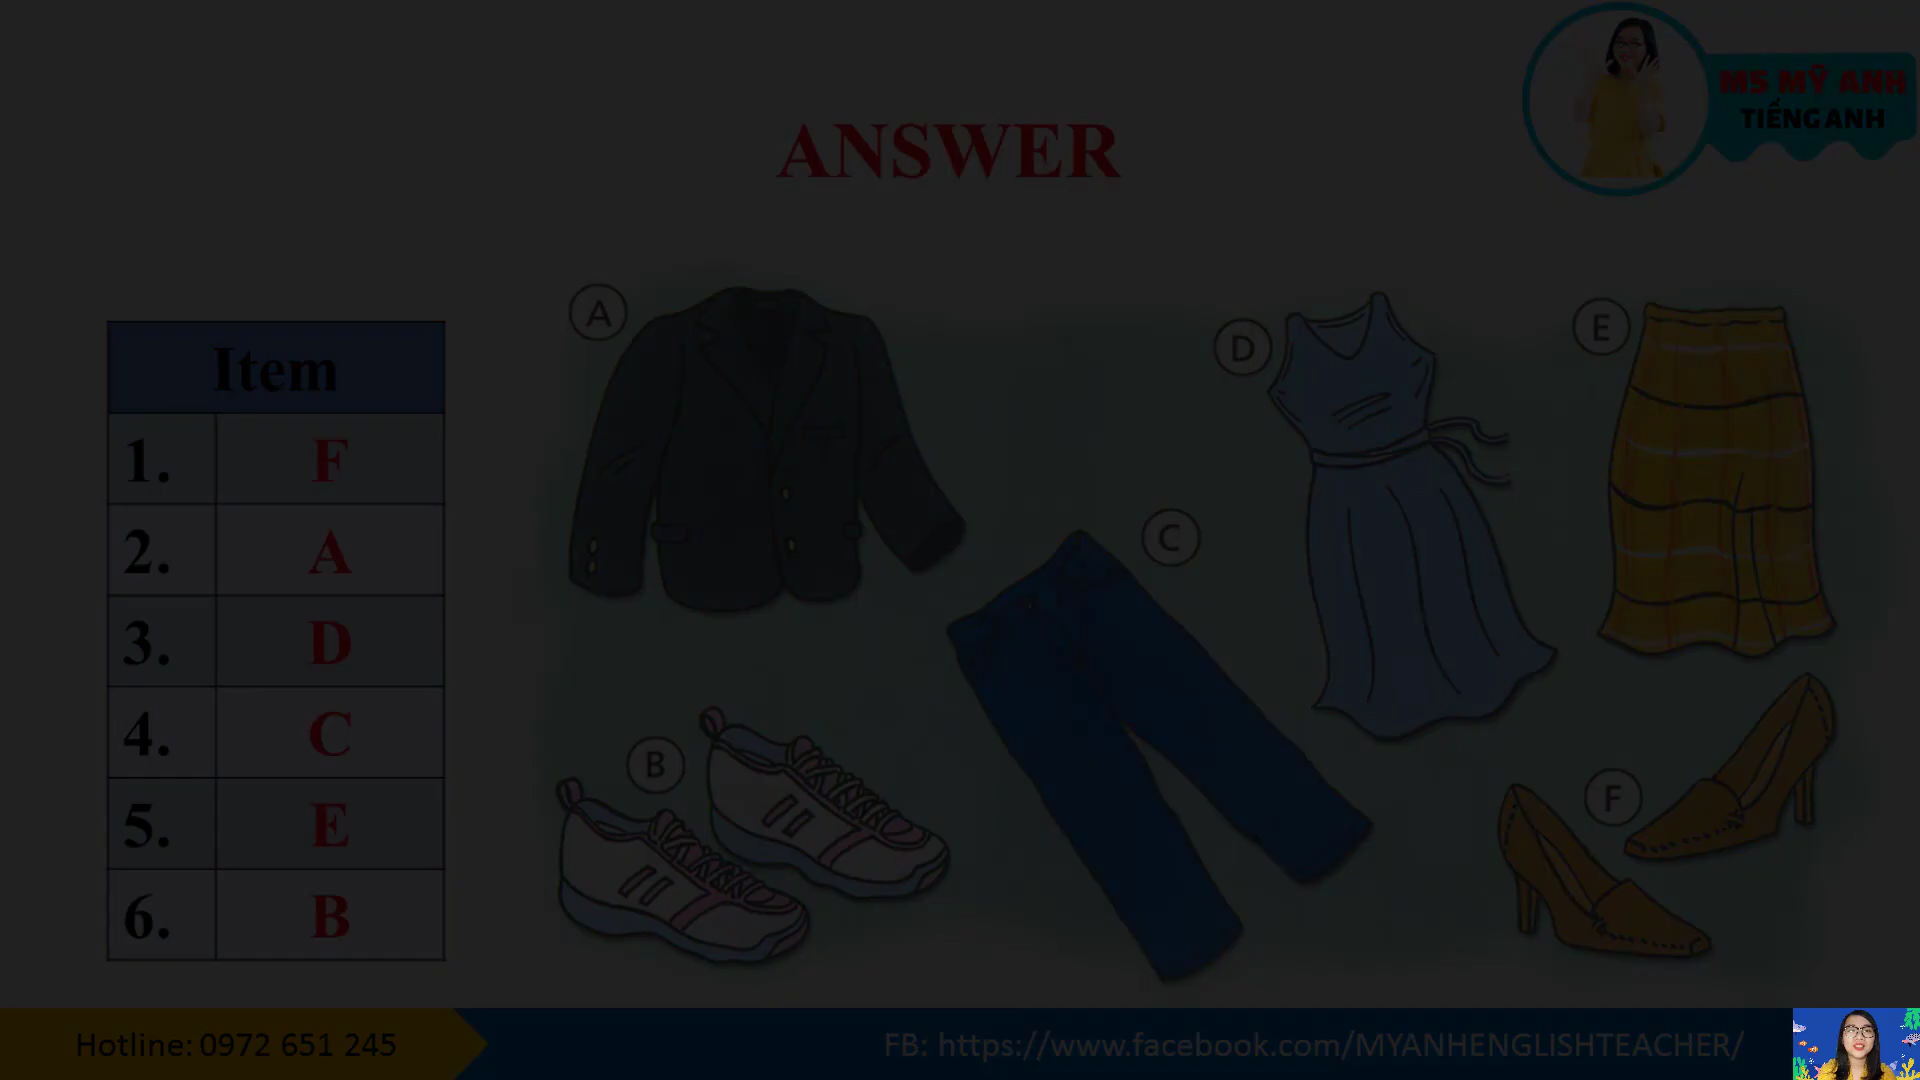 MS MỸ ANH
TIẾNG ANH
ANSWER
Item
1. F
2. A
3. D
4. C
5. E
6. B
A
D
E
C
B
F
Hotline: 0972 651 245
FB: https://www.facebook.com/MYANHENGLISHTEACHER/